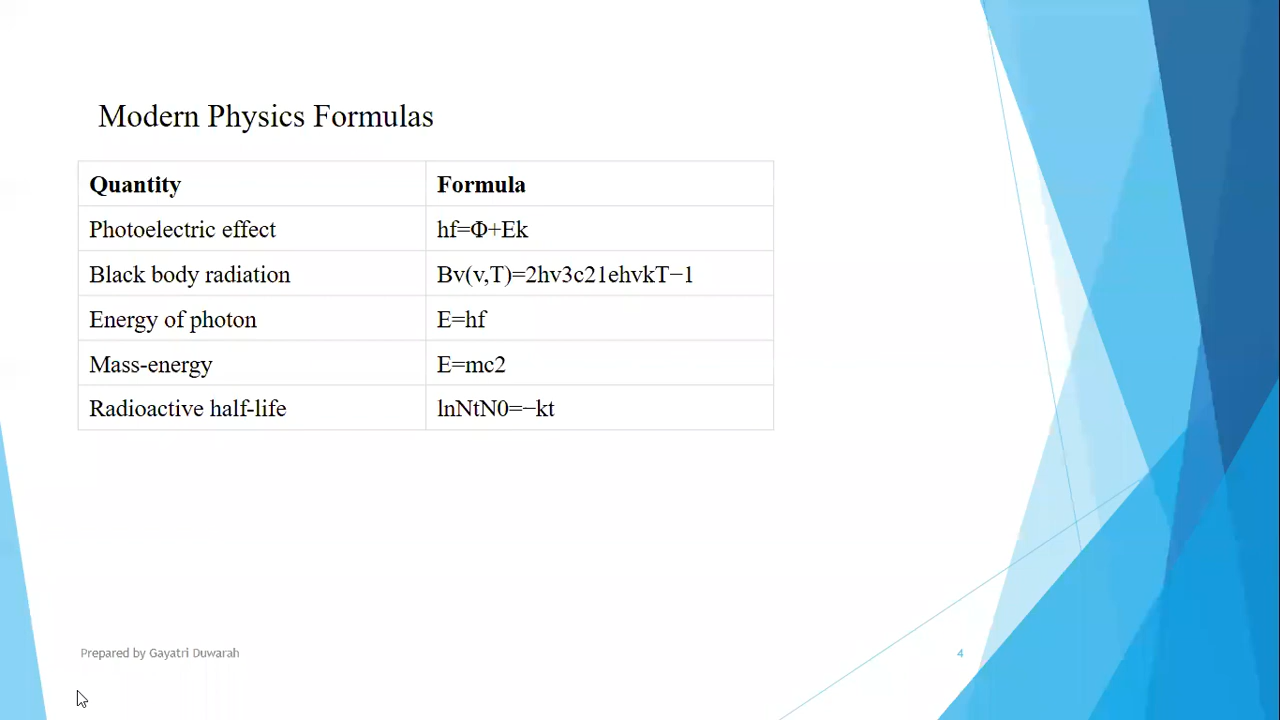 Modern Physics Formulas
Quantity Formula
Photoelectric effect hf=Φ+Ek
Black body radiation Bv(v,T)=2hv3c21ehvkT−1
Energy of photon E=hf
Mass-energy E=mc2
Radioactive half-life lnNtN0=−kt
Prepared by Gayatri Duwarah 4